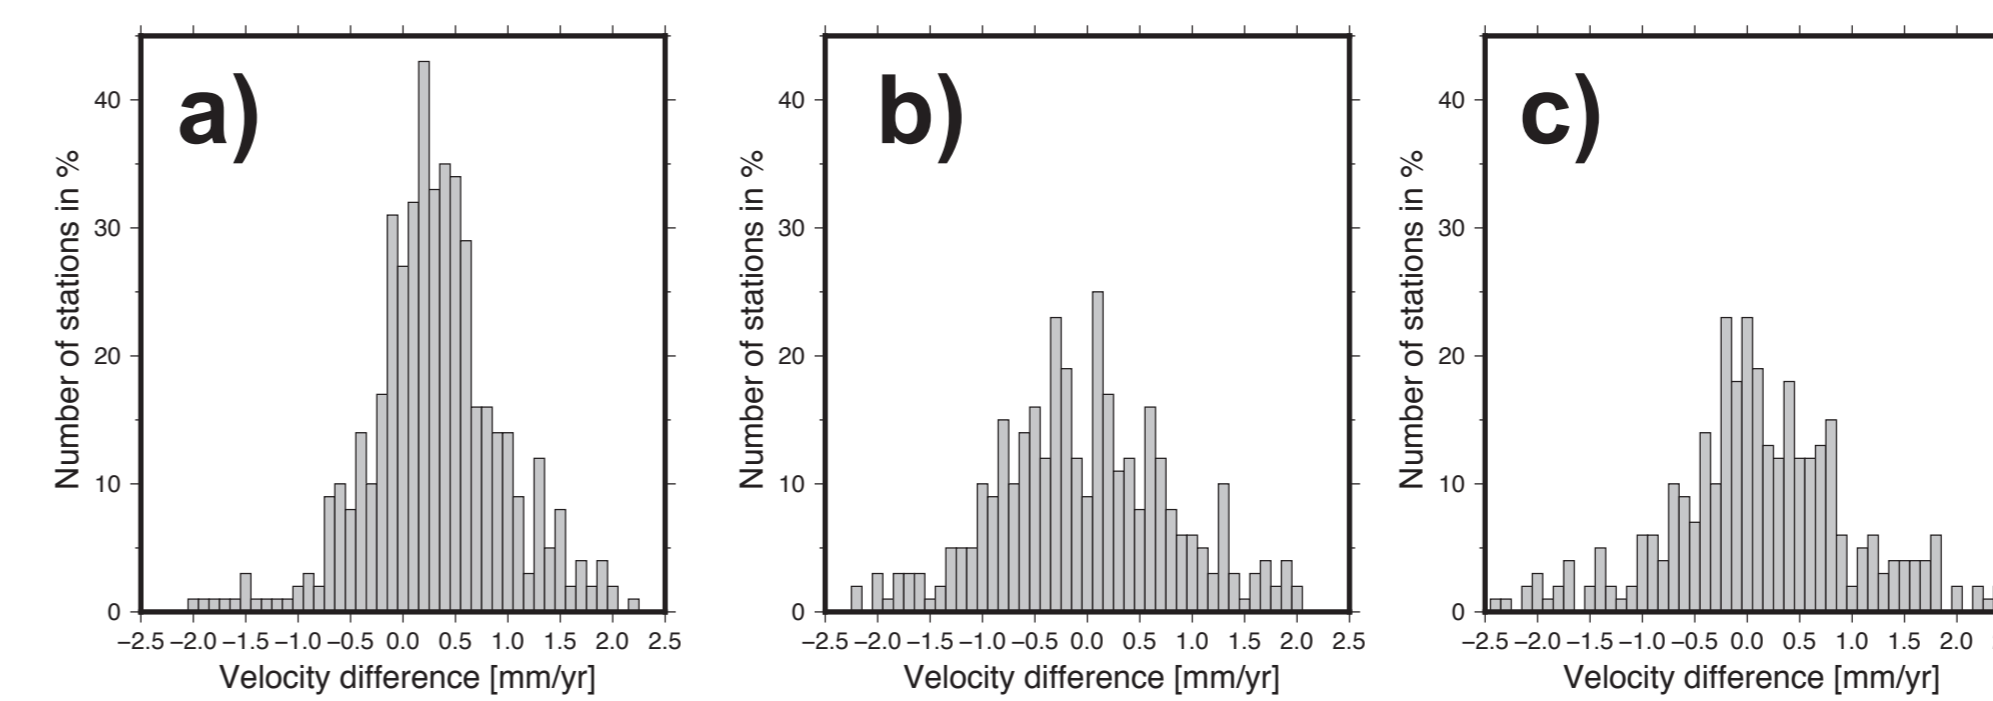 a)
Number of stations in %
40
30
20
10
0
−2.5 −2.0 −1.5 −1.0 −0.5 0.0 0.5 1.0 1.5 2.0 2.5
Velocity difference [mm/yr]
b)
Number of stations in %
40
30
20
10
0
−2.5 −2.0 −1.5 −1.0 −0.5 0.0 0.5 1.0 1.5 2.0 2.5
Velocity difference [mm/yr]
c)
Number of stations in %
40
30
20
10
0
−2.5 −2.0 −1.5 −1.0 −0.5 0.0 0.5 1.0 1.5 2.0
Velocity difference [mm/yr]